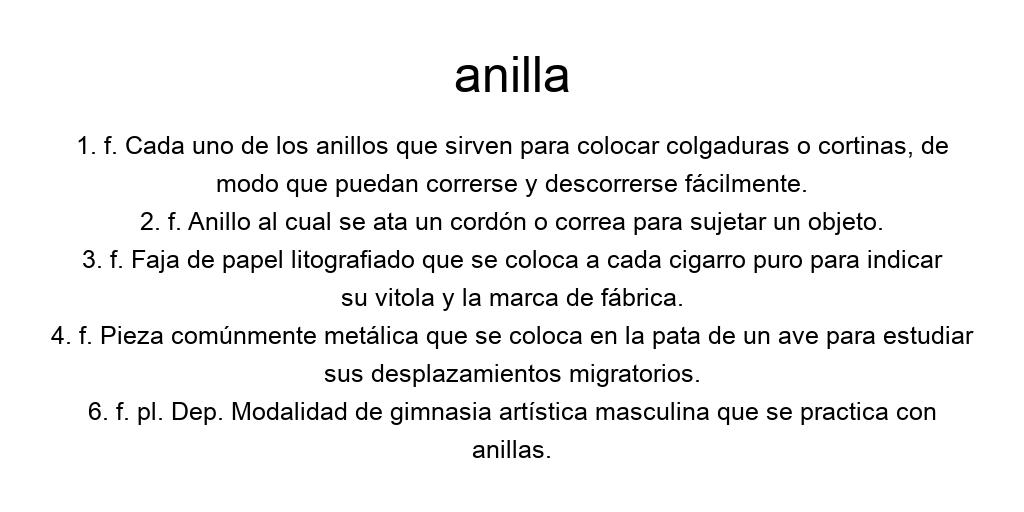 anilla
1. f. Cada uno de los anillos que sirven para colocar colgaduras o cortinas, de
modo que puedan correrse y descorrerse fácilmente.
2. f. Anillo al cual se ata un cordón o correa para sujetar un objeto.
3. f. Faja de papel litografiado que se coloca a cada cigarro puro para indicar
su vitola y la marca de fábrica.
4. f. Pieza comúnmente metálica que se coloca en la pata de un ave para estudiar
sus desplazamientos migratorios.
6. f. pl. Dep. Modalidad de gimnasia artística masculina que se practica con
anillas.